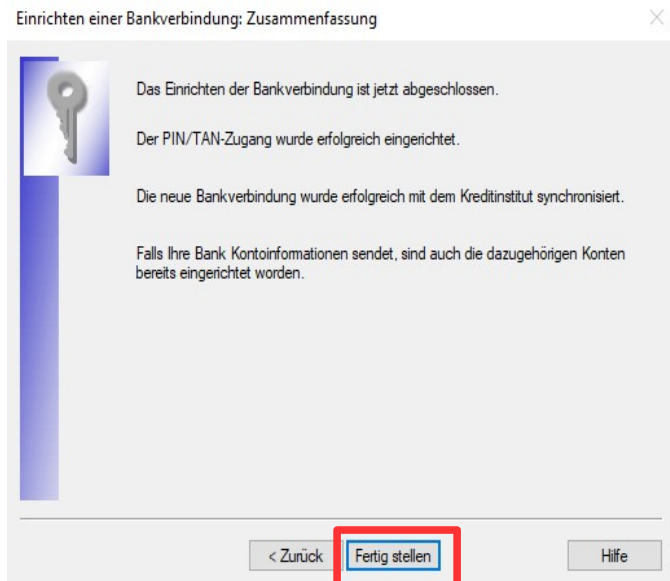 Einrichten einer Bankverbindung: Zusammenfassung
Das Einrichten der Bankverbindung ist jetzt abgeschlossen.
Der PIN/TAN-Zugang wurde erfolgreich eingerichtet.
Die neue Bankverbindung wurde erfolgreich mit dem Kreditinstitut synchronisiert.
Falls Ihre Bank Kontoinformationen sendet, sind auch die dazugehörigen Konten
bereits eingerichtet worden.
< Zurück Fertig stellen Hilfe